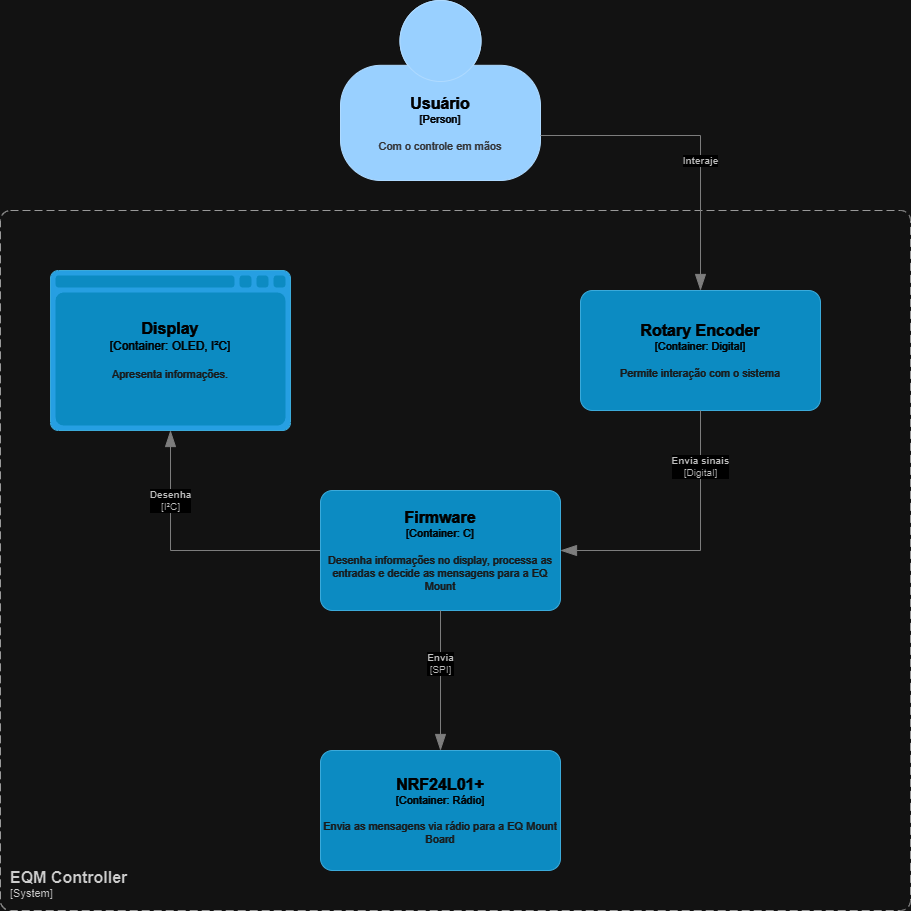 Usuário
[Person]
Com o controle em mãos
Interaje
Display
[Container: OLED, I²C]
Apresenta informações.
Rotary Encoder
[Container: Digital]
Permite interação com o sistema
Envia sinais
[Digital]
Desenha
[I²C]
Firmware
[Container: C]
Desenha informações no display, processa as
entradas e decide as mensagens para a EQ
Mount
Envia
[SPI]
NRF24L01+
[Container: Rádio]
Envia as mensagens via rádio para a EQ Mount
Board
EQM Controller
[System]